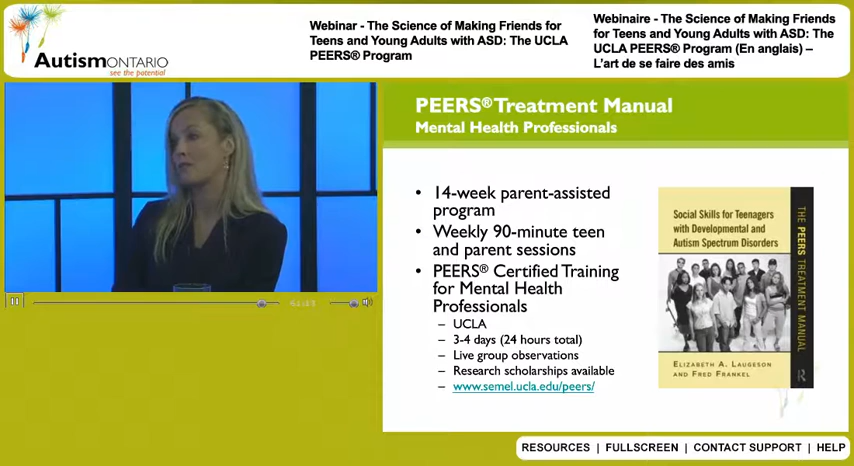 AutismONTARIO
see the potential
Webinar - The Science of Making Friends for
Teens and Young Adults with ASD: The UCLA
PEERS® Program
Webinaire - The Science of Making Friends
for Teens and Young Adults with ASD: The
UCLA PEERS® Program (En anglais) –
L'art de se faire des amis
PEERS® Treatment Manual
Mental Health Professionals
• 14-week parent-assisted
program
• Weekly 90-minute teen
and parent sessions
• PEERS® Certified Training
for Mental Health
Professionals
– UCLA
– 3-4 days (24 hours total)
– Live group observations
– Research scholarships available
– www.semel.ucla.edu/peers/
Social Skills for Teenagers
with Developmental and
Autism Spectrum Disorders
ELIZABETH A. LAUGESON
AND FRED FRANKEL
THE PEERS TREATMENT MANUAL
R
RESOURCES | FULLSCREEN | CONTACT SUPPORT | HELP